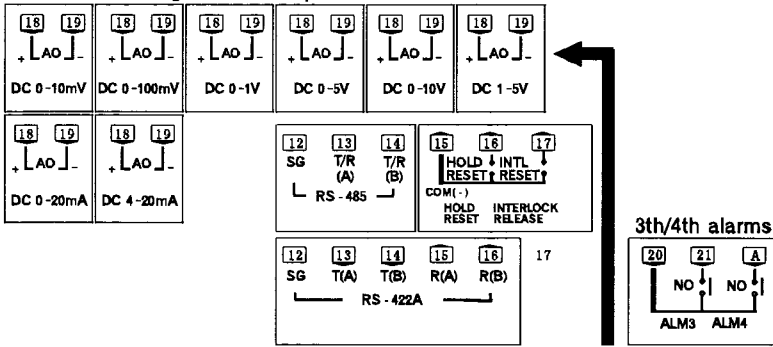 18 19 18 19 18 19 18 19 18 19 18 19
+ AO - + AO - + AO - + AO - + AO - + AO -
DC 0-10mV DC 0-100mV DC 0-1V DC 0-5V DC 0-10V DC 1-5V
18 19 18 19
+ AO - + AO -
DC 0-20mA DC 4-20mA
12 13 14
SG T/R T/R
(A) (B)
RS-485
15 16 17
HOLD INTL
RESET RESET
COM(-)
HOLD INTERLOCK
RESET RELEASE
12 13 14 15 16 17
SG T(A) T(B) R(A) R(B)
RS-422A
3th/4th alarms
20 21 A
NO NO
ALM3 ALM4